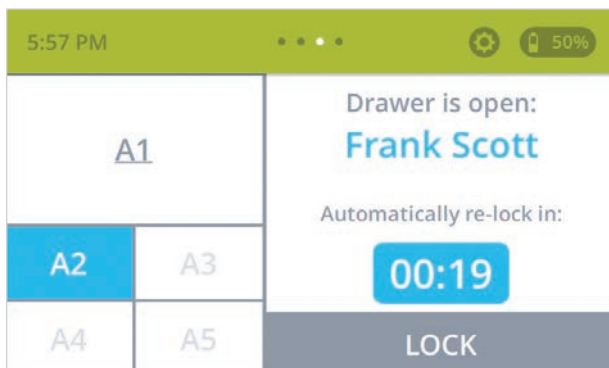 5:57 PM
50%
A1
A2
A3
A4
A5
Drawer is open:
Frank Scott
Automatically re-lock in:
00:19
LOCK